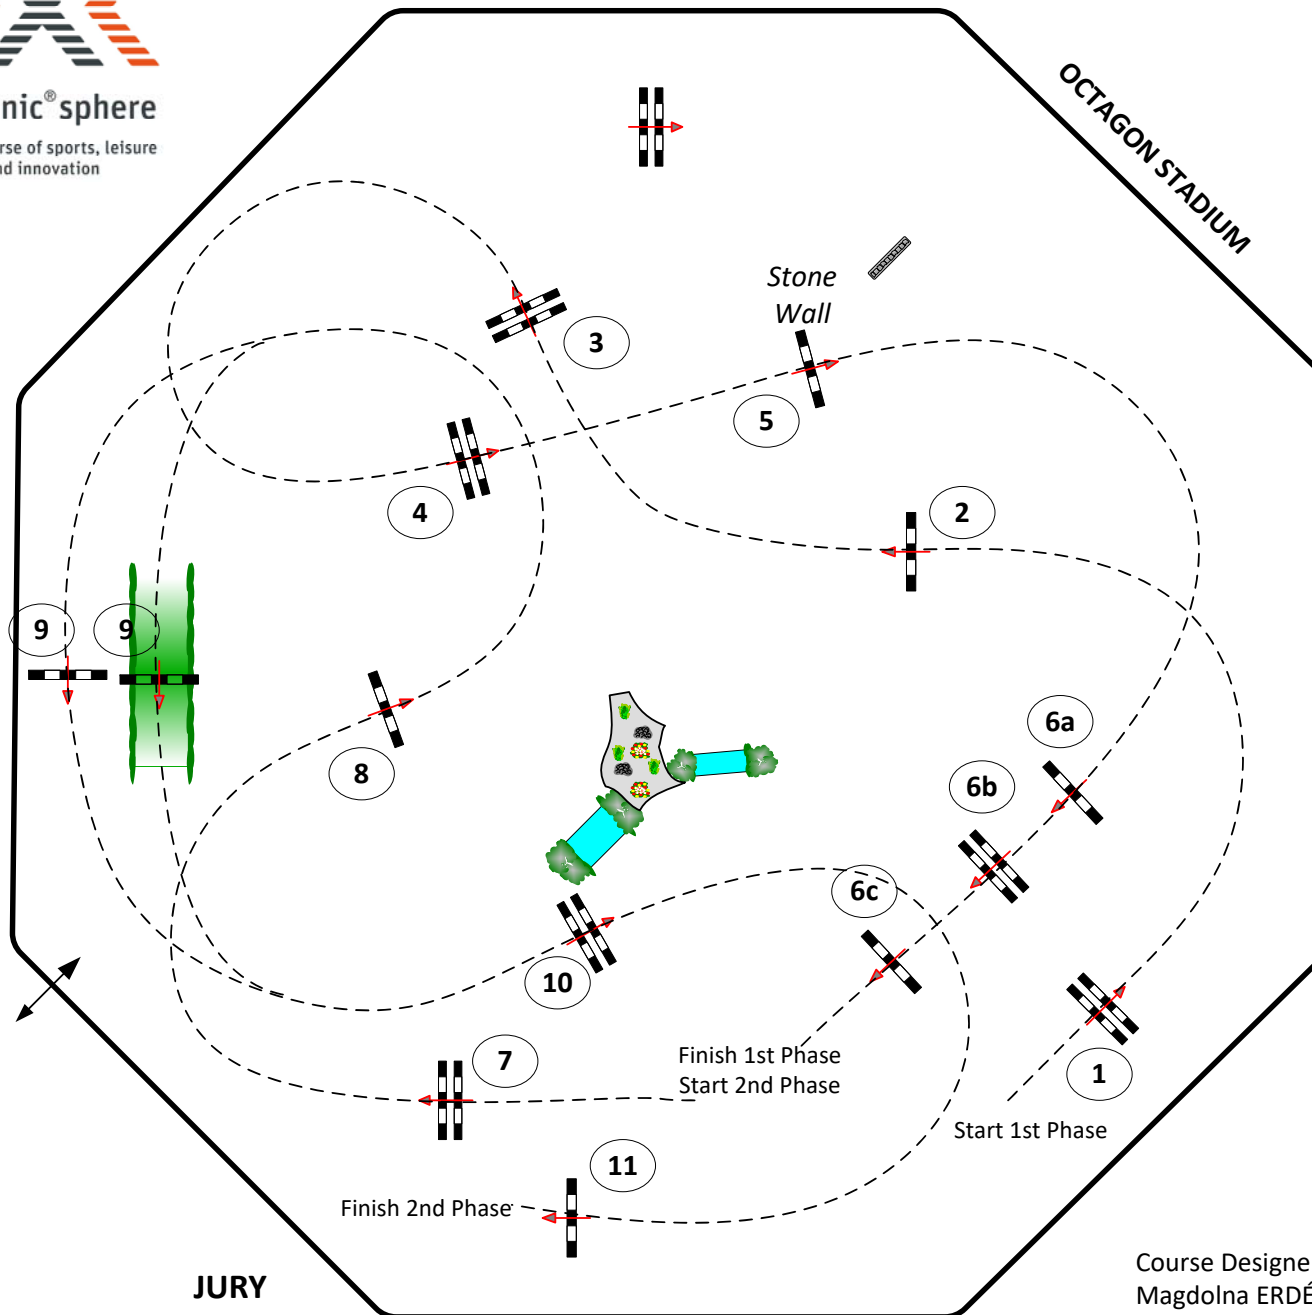 nic®sphere
rse of sports, leisure
nd innovation
OCTAGON STADIUM
Stone
Wall
3
5
4
2
9
9
6a
6b
8
6c
10
7
Finish 1st Phase
Start 2nd Phase
1
Start 1st Phase
11
Finish 2nd Phase
JURY
Course Designe
Magdolna ERDÉ